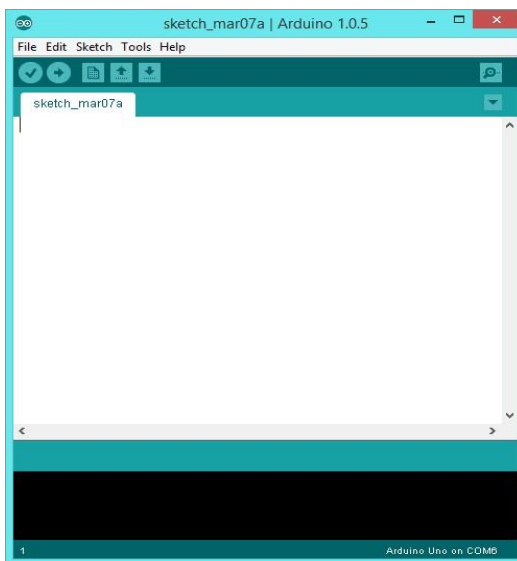 sketch_mar07a | Arduino 1.0.5
File Edit Sketch Tools Help
sketch_mar07a
1 Arduino Uno on COM6